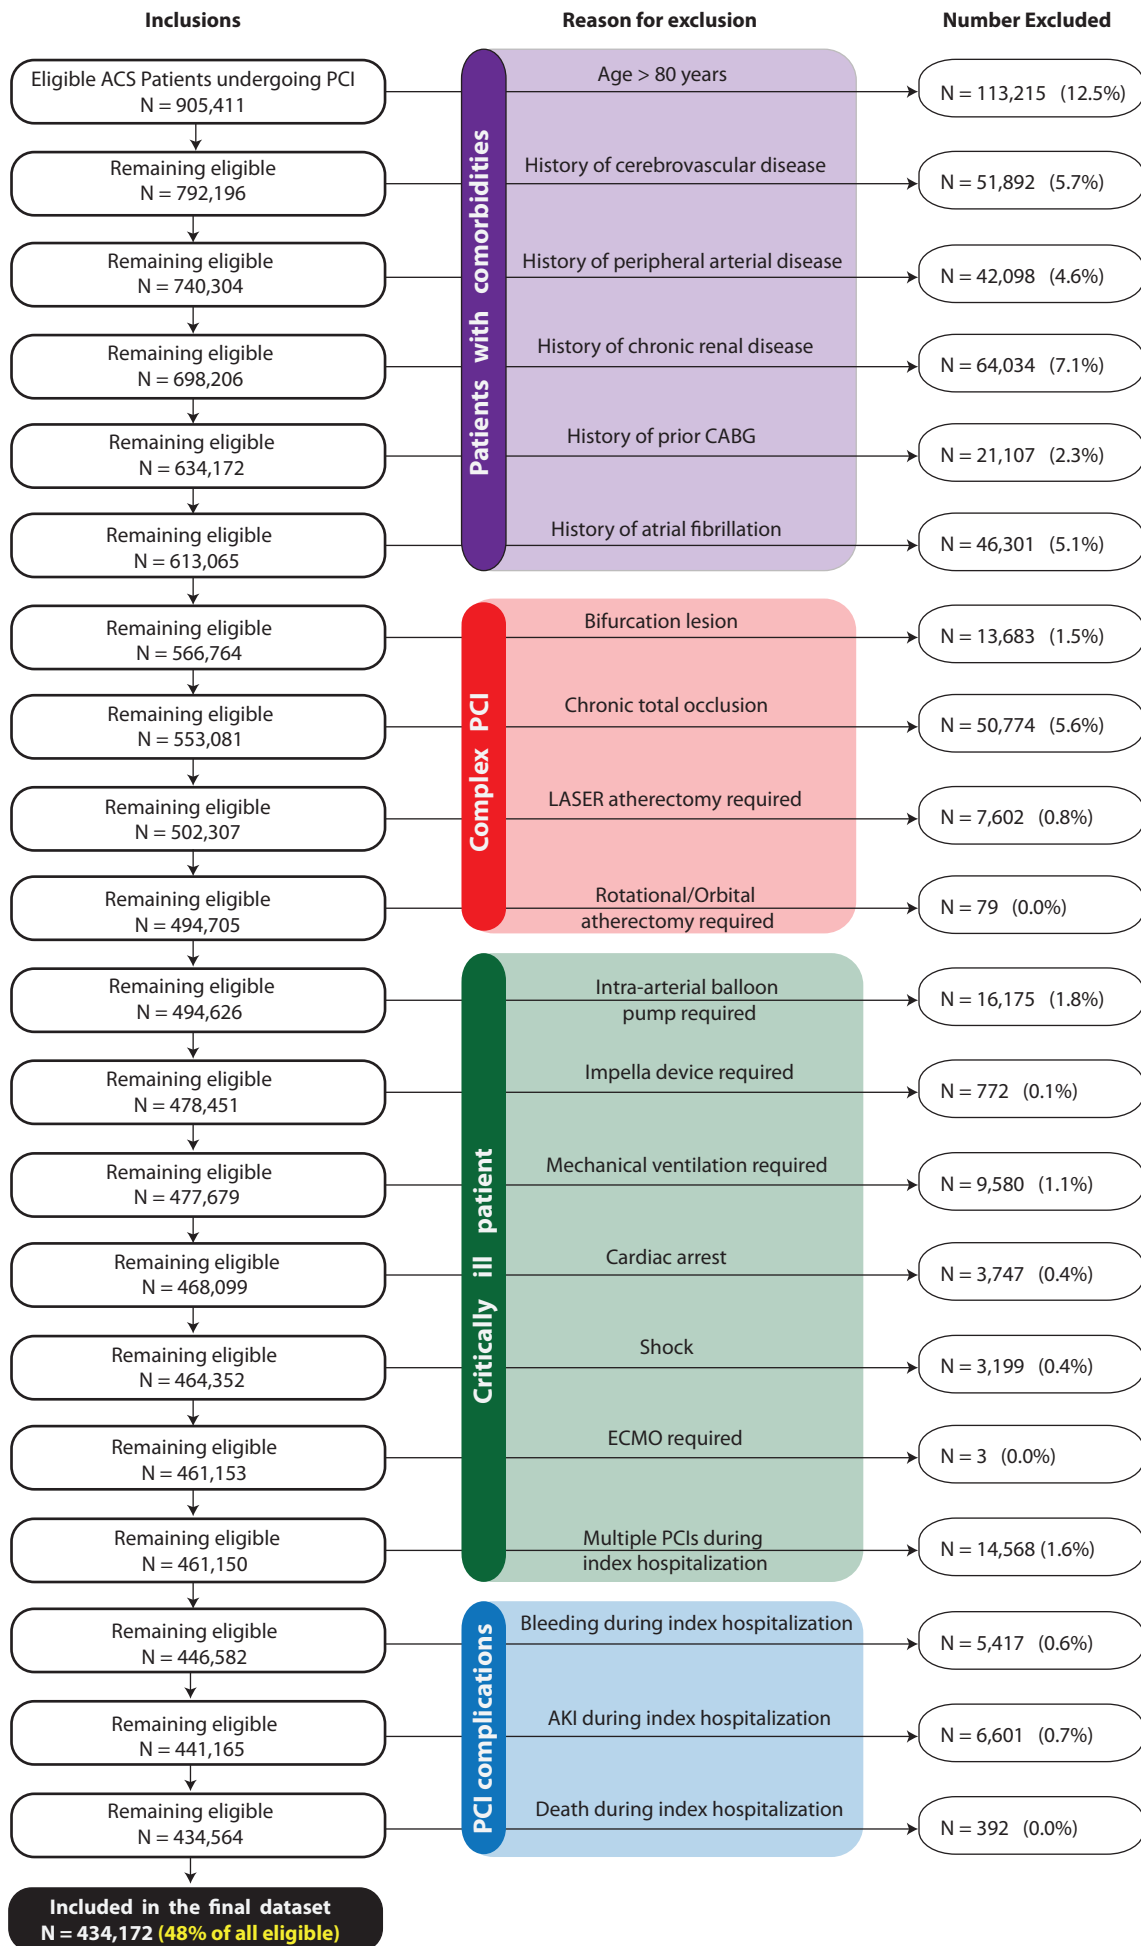 Inclusions
Reason for exclusion
Number Excluded
Patients with comorbidities
Eligible ACS Patients undergoing PCI
N = 905,411
Age > 80 years
N = 113,215 (12.5%)
Remaining eligible
N = 792,196
History of cerebrovascular disease
N = 51,892 (5.7%)
Remaining eligible
N = 740,304
History of peripheral arterial disease
N = 42,098 (4.6%)
Remaining eligible
N = 698,206
History of chronic renal disease
N = 64,034 (7.1%)
Remaining eligible
N = 634,172
History of prior CABG
N = 21,107 (2.3%)
Remaining eligible
N = 613,065
History of atrial fibrillation
N = 46,301 (5.1%)
Complex PCI
Remaining eligible
N = 566,764
Bifurcation lesion
N = 13,683 (1.5%)
Remaining eligible
N = 553,081
Chronic total occlusion
N = 50,774 (5.6%)
Remaining eligible
N = 502,307
LASER atherectomy required
N = 7,602 (0.8%)
Remaining eligible
N = 494,705
Rotational/Orbital
atherectomy required
N = 79 (0.0%)
Critically ill patient
Remaining eligible
N = 494,626
Intra-arterial balloon
pump required
N = 16,175 (1.8%)
Remaining eligible
N = 478,451
Impella device required
N = 772 (0.1%)
Remaining eligible
N = 477,679
Mechanical ventilation required
N = 9,580 (1.1%)
Remaining eligible
N = 468,099
Cardiac arrest
N = 3,747 (0.4%)
Remaining eligible
N = 464,352
Shock
N = 3,199 (0.4%)
Remaining eligible
N = 461,153
ECMO required
N = 3 (0.0%)
Remaining eligible
N = 461,150
Multiple PCIs during
index hospitalization
N = 14,568 (1.6%)
PCI complications
Remaining eligible
N = 446,582
Bleeding during index hospitalization
N = 5,417 (0.6%)
Remaining eligible
N = 441,165
AKI during index hospitalization
N = 6,601 (0.7%)
Remaining eligible
N = 434,564
Death during index hospitalization
N = 392 (0.0%)
Included in the final dataset
N = 434,172 (48% of all eligible)